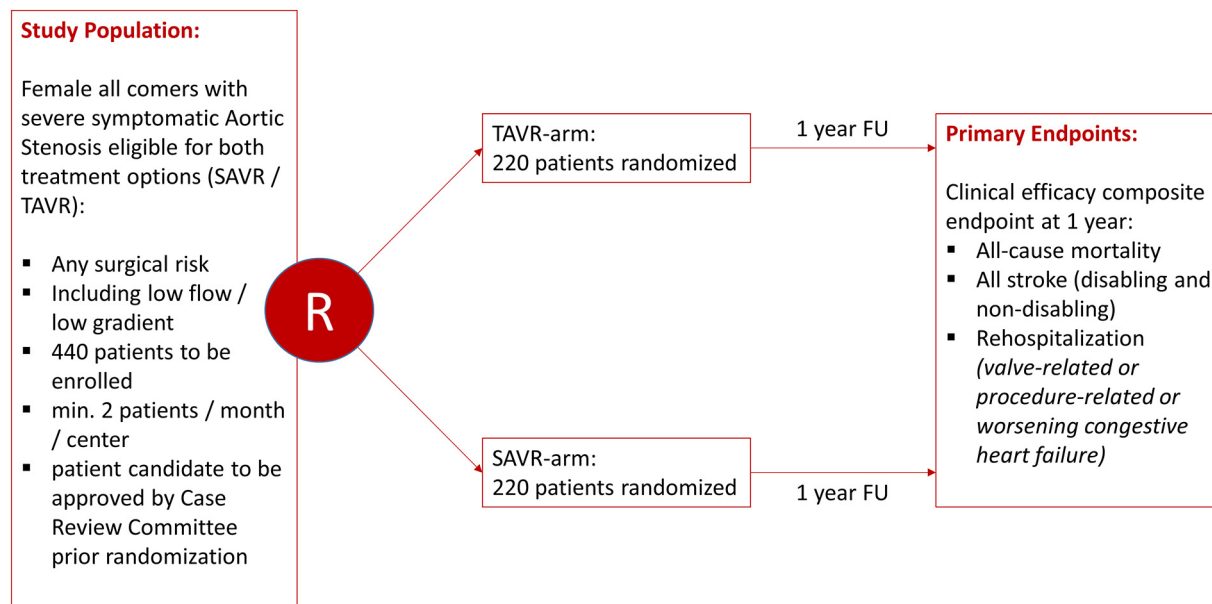 Study Population:
Female all comers with
severe symptomatic Aortic
Stenosis eligible for both
treatment options (SAVR /
TAVR):
▪ Any surgical risk
▪ Including low flow /
low gradient
▪ 440 patients to be
enrolled
▪ min. 2 patients / month
/ center
▪ patient candidate to be
approved by Case
Review Committee
prior randomization
R
TAVR-arm:
220 patients randomized
1 year FU
SAVR-arm:
220 patients randomized
1 year FU
Primary Endpoints:
Clinical efficacy composite
endpoint at 1 year:
▪ All-cause mortality
▪ All stroke (disabling and
non-disabling)
▪ Rehospitalization
(valve-related or
procedure-related or
worsening congestive
heart failure)